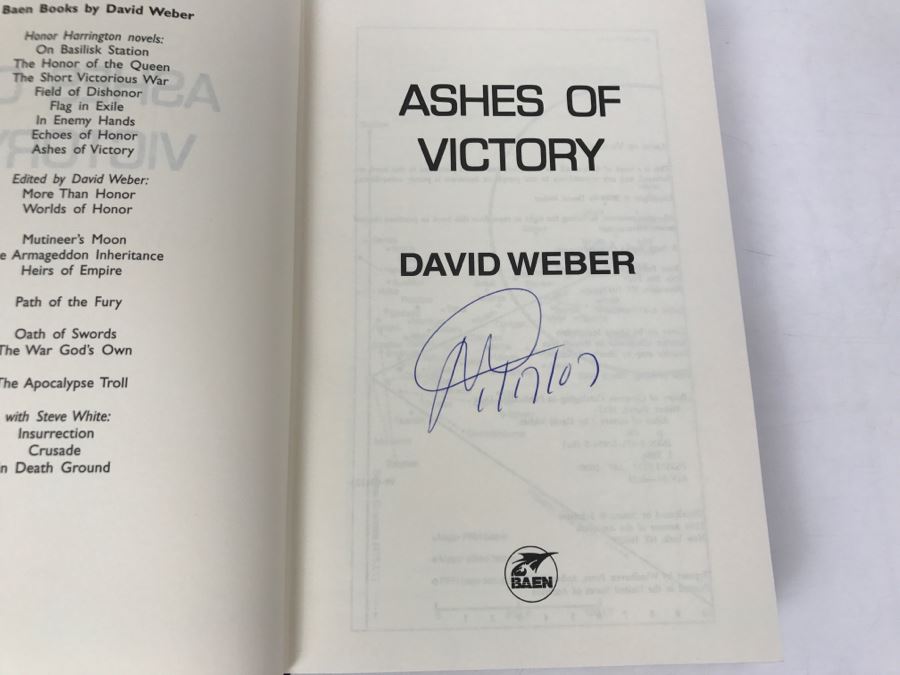 Baen Books by David Weber
Honor Harrington novels:
On Basilisk Station
The Honor of the Queen
The Short Victorious War
Field of Dishonor
Flag in Exile
In Enemy Hands
Echoes of Honor
Ashes of Victory
Edited by David Weber:
More Than Honor
Worlds of Honor
Mutineer's Moon
e Armageddon Inheritance
Heirs of Empire
Path of the Fury
Oath of Swords
The War God's Own
The Apocalypse Troll
with Steve White:
Insurrection
Crusade
In Death Ground
ASHES OF
VICTORY
DAVID WEBER
1/17/07
BAEN